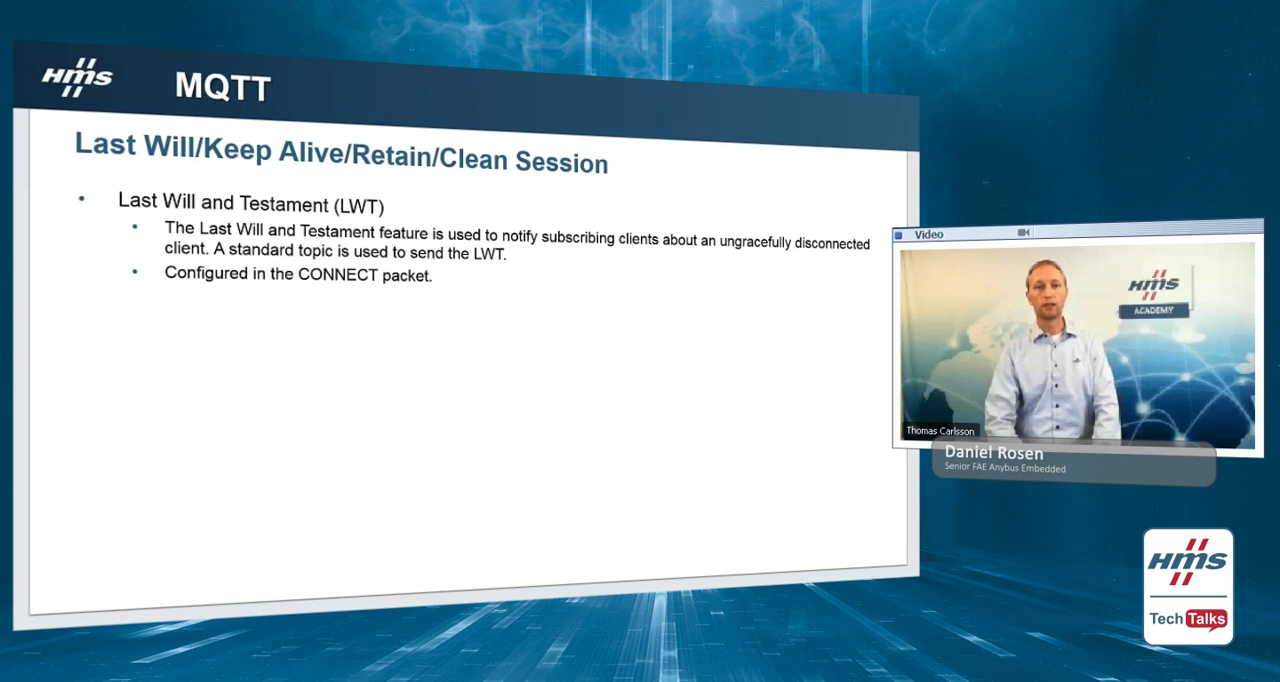 HMS
MQTT
Last Will/Keep Alive/Retain/Clean Session
• Last Will and Testament (LWT)
• The Last Will and Testament feature is used to notify subscribing clients about an ungracefully disconnected
client. A standard topic is used to send the LWT.
• Configured in the CONNECT packet.
Video
HMS
ACADEMY
Thomas Carlsson
Daniel Rosen
Senior FAE Anybus Embedded
HMS
Tech Talks